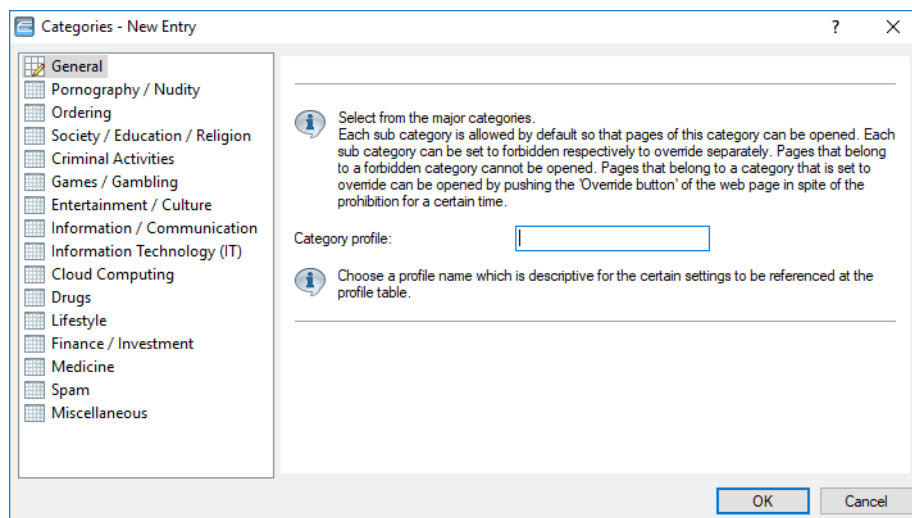 Categories - New Entry
General
Pornography / Nudity
Ordering
Society / Education / Religion
Criminal Activities
Games / Gambling
Entertainment / Culture
Information / Communication
Information Technology (IT)
Cloud Computing
Drugs
Lifestyle
Finance / Investment
Medicine
Spam
Miscellaneous
Select from the major categories.
Each sub category is allowed by default so that pages of this category can be opened. Each
sub category can be set to forbidden respectively to override separately. Pages that belong
to a forbidden category cannot be opened. Pages that belong to a category that is set to
override can be opened by pushing the 'Override button' of the web page in spite of the
prohibition for a certain time.
Category profile:
Choose a profile name which is descriptive for the certain settings to be referenced at the
profile table.
OK
Cancel